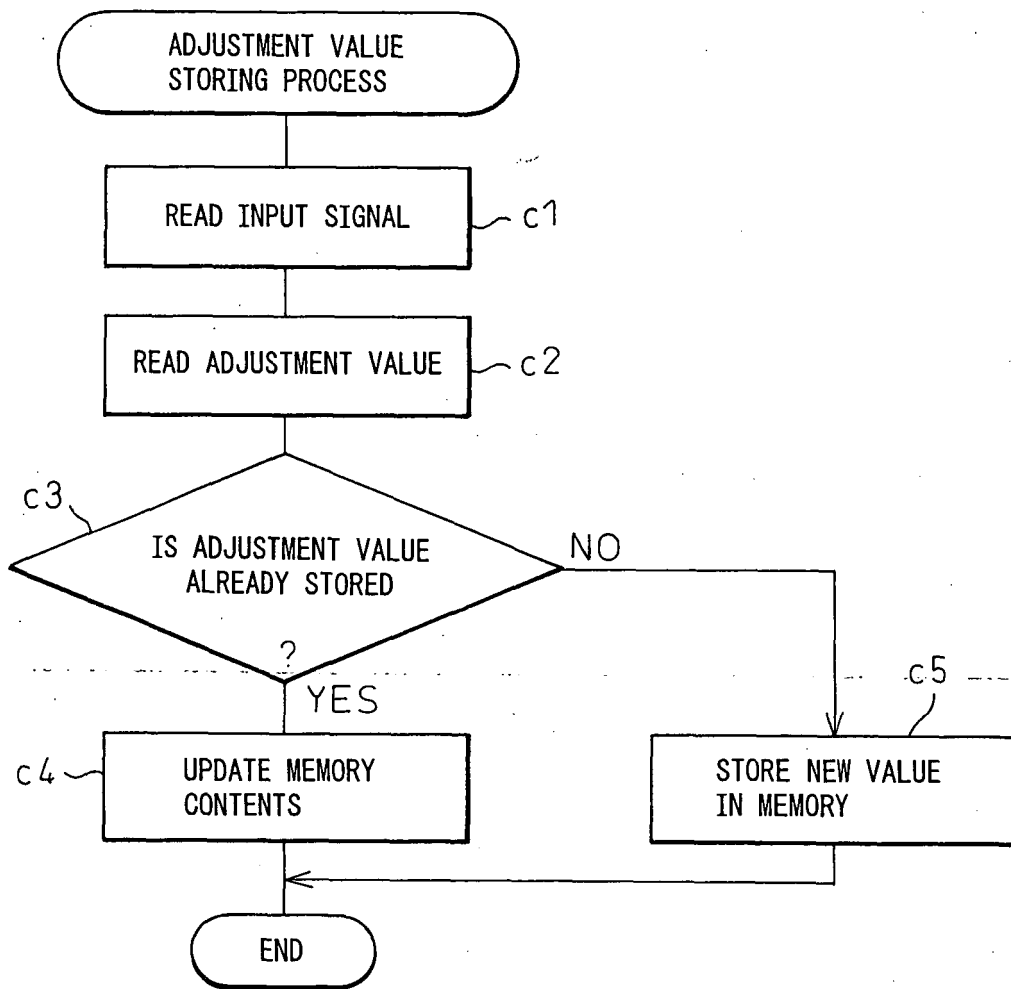 ADJUSTMENT VALUE
STORING PROCESS
READ INPUT SIGNAL
c1
READ ADJUSTMENT VALUE
c2
c3
IS ADJUSTMENT VALUE
ALREADY STORED
?
NO
YES
c4
UPDATE MEMORY
CONTENTS
c5
STORE NEW VALUE
IN MEMORY
END